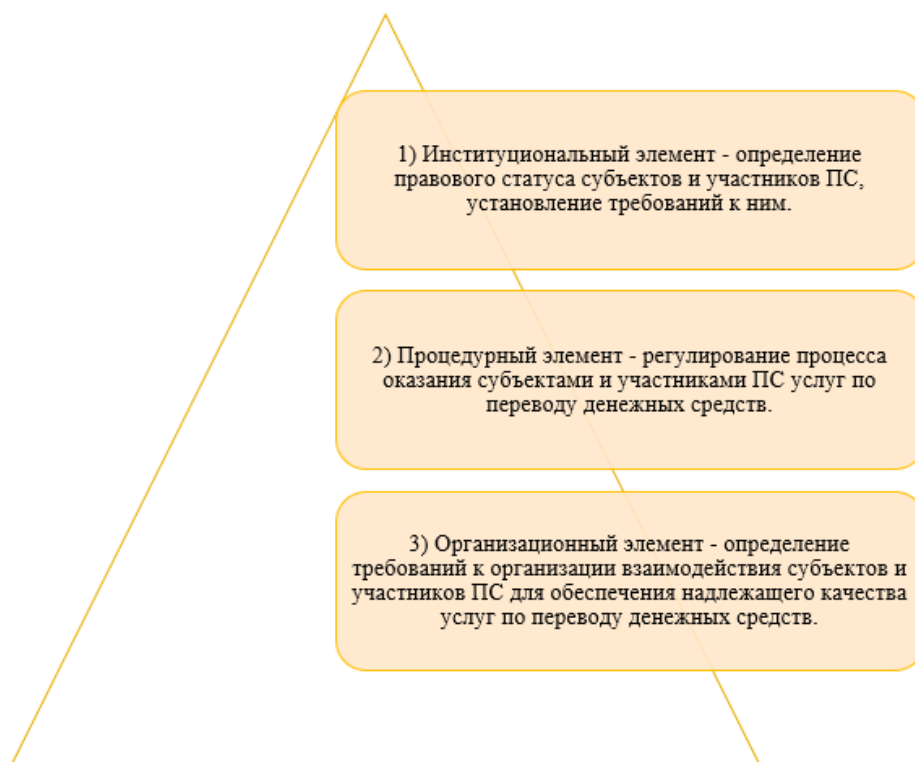 1) Институциональный элемент - определение
правового статуса субъектов и участников ПС,
установление требований к ним.
2) Процедурный элемент - регулирование процесса
оказания субъектами и участниками ПС услуг по
переводу денежных средств.
3) Организационный элемент - определение
требований к организации взаимодействия субъектов и
участников ПС для обеспечения надлежащего качества
услуг по переводу денежных средств.